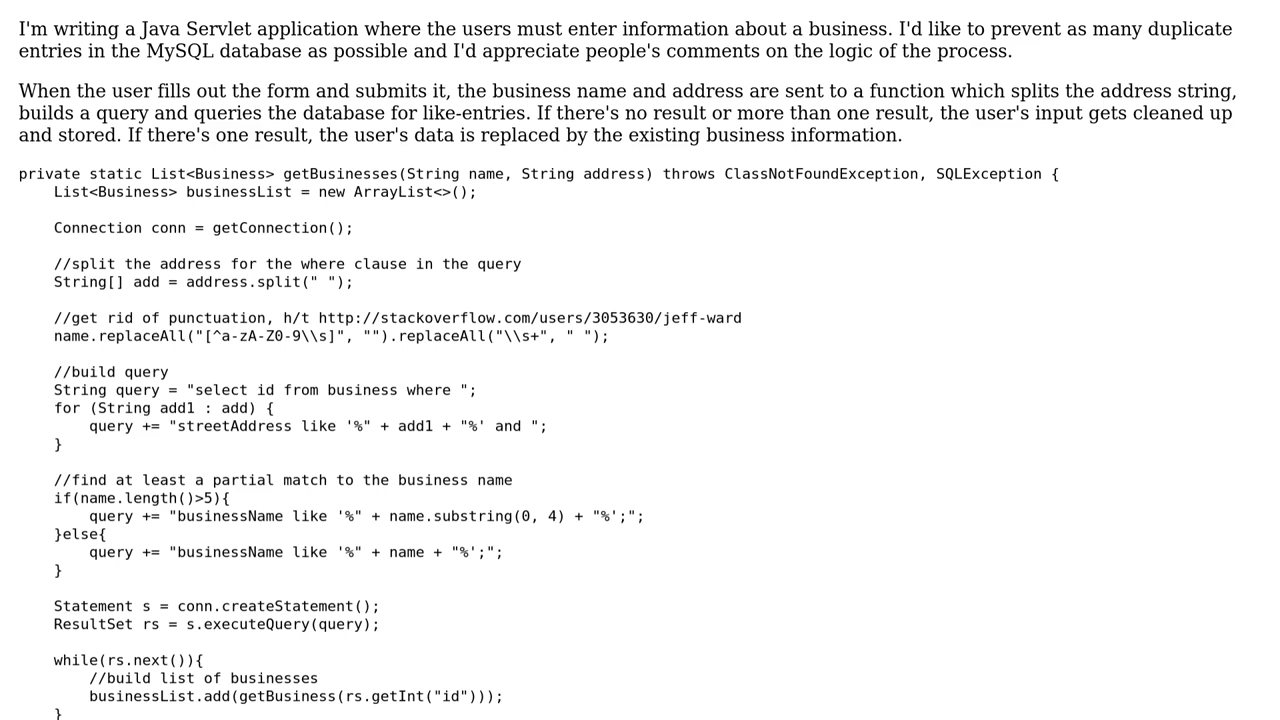 I'm writing a Java Servlet application where the users must enter information about a business. I'd like to prevent as many duplicate
entries in the MySQL database as possible and I'd appreciate people's comments on the logic of the process.
When the user fills out the form and submits it, the business name and address are sent to a function which splits the address string,
builds a query and queries the database for like-entries. If there's no result or more than one result, the user's input gets cleaned up
and stored. If there's one result, the user's data is replaced by the existing business information.
private static List<Business> getBusinesses(String name, String address) throws ClassNotFoundException, SQLException {
    List<Business> businessList = new ArrayList<>();
    Connection conn = getConnection();
    //split the address for the where clause in the query
    String[] add = address.split(" ");
    //get rid of punctuation, h/t http://stackoverflow.com/users/3053630/jeff-ward
    name.replaceAll("[^a-zA-Z0-9\\s]", "").replaceAll("\\s+", " ");
    //build query
    String query = "select id from business where ";
    for (String add1 : add) {
        query += "streetAddress like '%" + add1 + "%' and ";
    }
    //find at least a partial match to the business name
    if(name.length()>5){
        query += "businessName like '%" + name.substring(0, 4) + "%';";
    }else{
        query += "businessName like '%" + name + "%';";
    }
    Statement s = conn.createStatement();
    ResultSet rs = s.executeQuery(query);
    while(rs.next()){
        //build list of businesses
        businessList.add(getBusiness(rs.getInt("id")));
    }